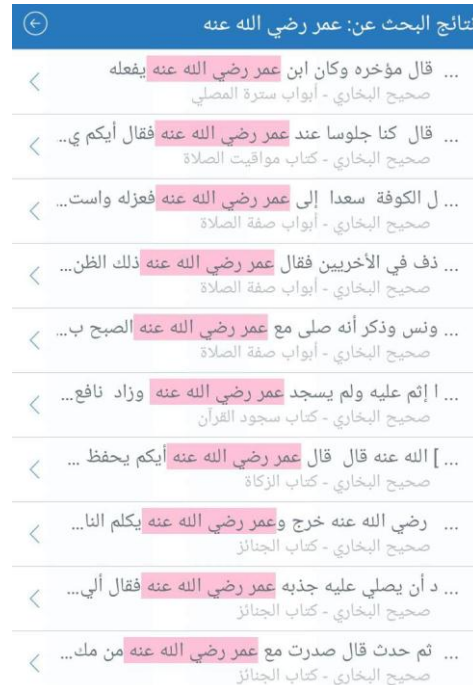 نتائج البحث عن: عمر رضي الله عنه
... قال مؤخره وكان ابن عمر رضي الله عنه يفعله
صحيح البخاري - أبواب سترة المصلي
... قال كنا جلوسا عند عمر رضي الله عنه فقال أيكم ي...
صحيح البخاري - كتاب مواقيت الصلاة
... ل الكوفة سعدا إلى عمر رضي الله عنه فعزله واست...
صحيح البخاري - أبواب صفة الصلاة
... ذف في الأخريين فقال عمر رضي الله عنه ذلك الظن...
صحيح البخاري - أبواب صفة الصلاة
... ونس وذكر أنه صلى مع عمر رضي الله عنه الصبح ب...
صحيح البخاري - أبواب صفة الصلاة
... ا إثم عليه ولم يسجد عمر رضي الله عنه وزاد نافع...
صحيح البخاري - كتاب سجود القرآن
... ] الله عنه قال قال عمر رضي الله عنه أيكم يحفظ ...
صحيح البخاري - كتاب الزكاة
... رضي الله عنه خرج وعمر رضي الله عنه يكلم النا...
صحيح البخاري - كتاب الجنائز
... د أن يصلي عليه جذبه عمر رضي الله عنه فقال ألي...
صحيح البخاري - كتاب الجنائز
... ثم حدث قال صدرت مع عمر رضي الله عنه من مك...
صحيح البخاري - كتاب الجنائز